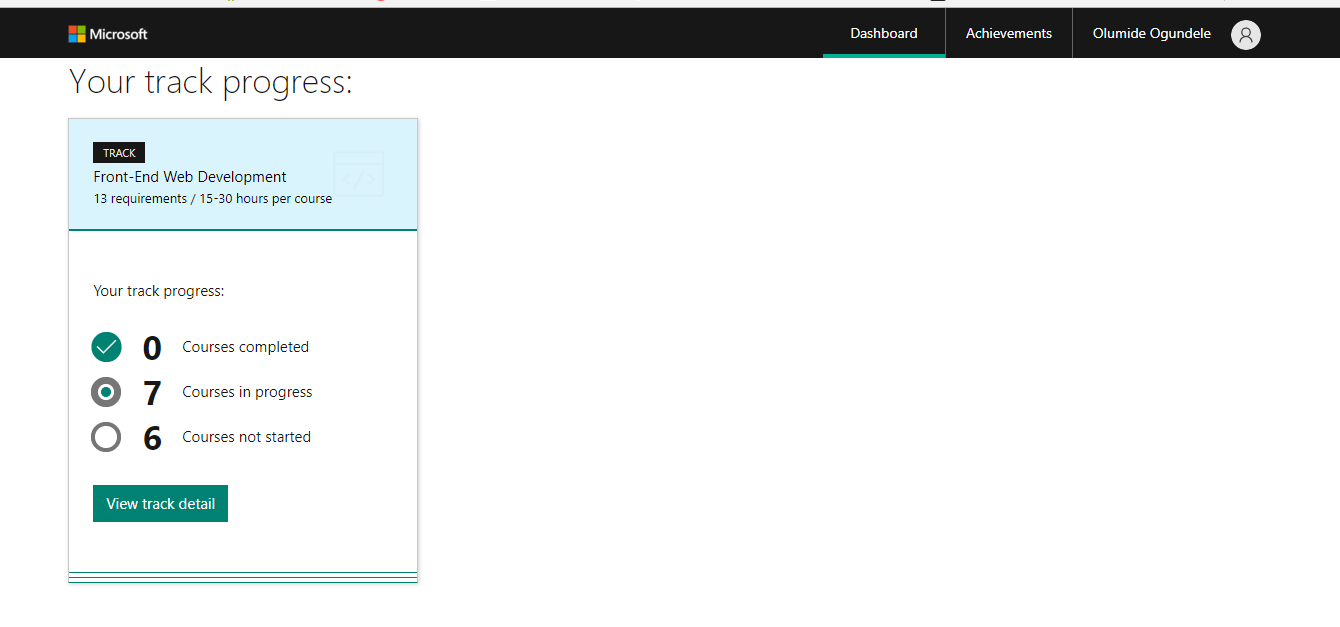 Microsoft
Dashboard
Achievements
Olumide Ogundele
Your track progress:
TRACK
Front-End Web Development
</>
13 requirements / 15-30 hours per course
Your track progress:
0 Courses completed
7 Courses in progress
6 Courses not started
View track detail